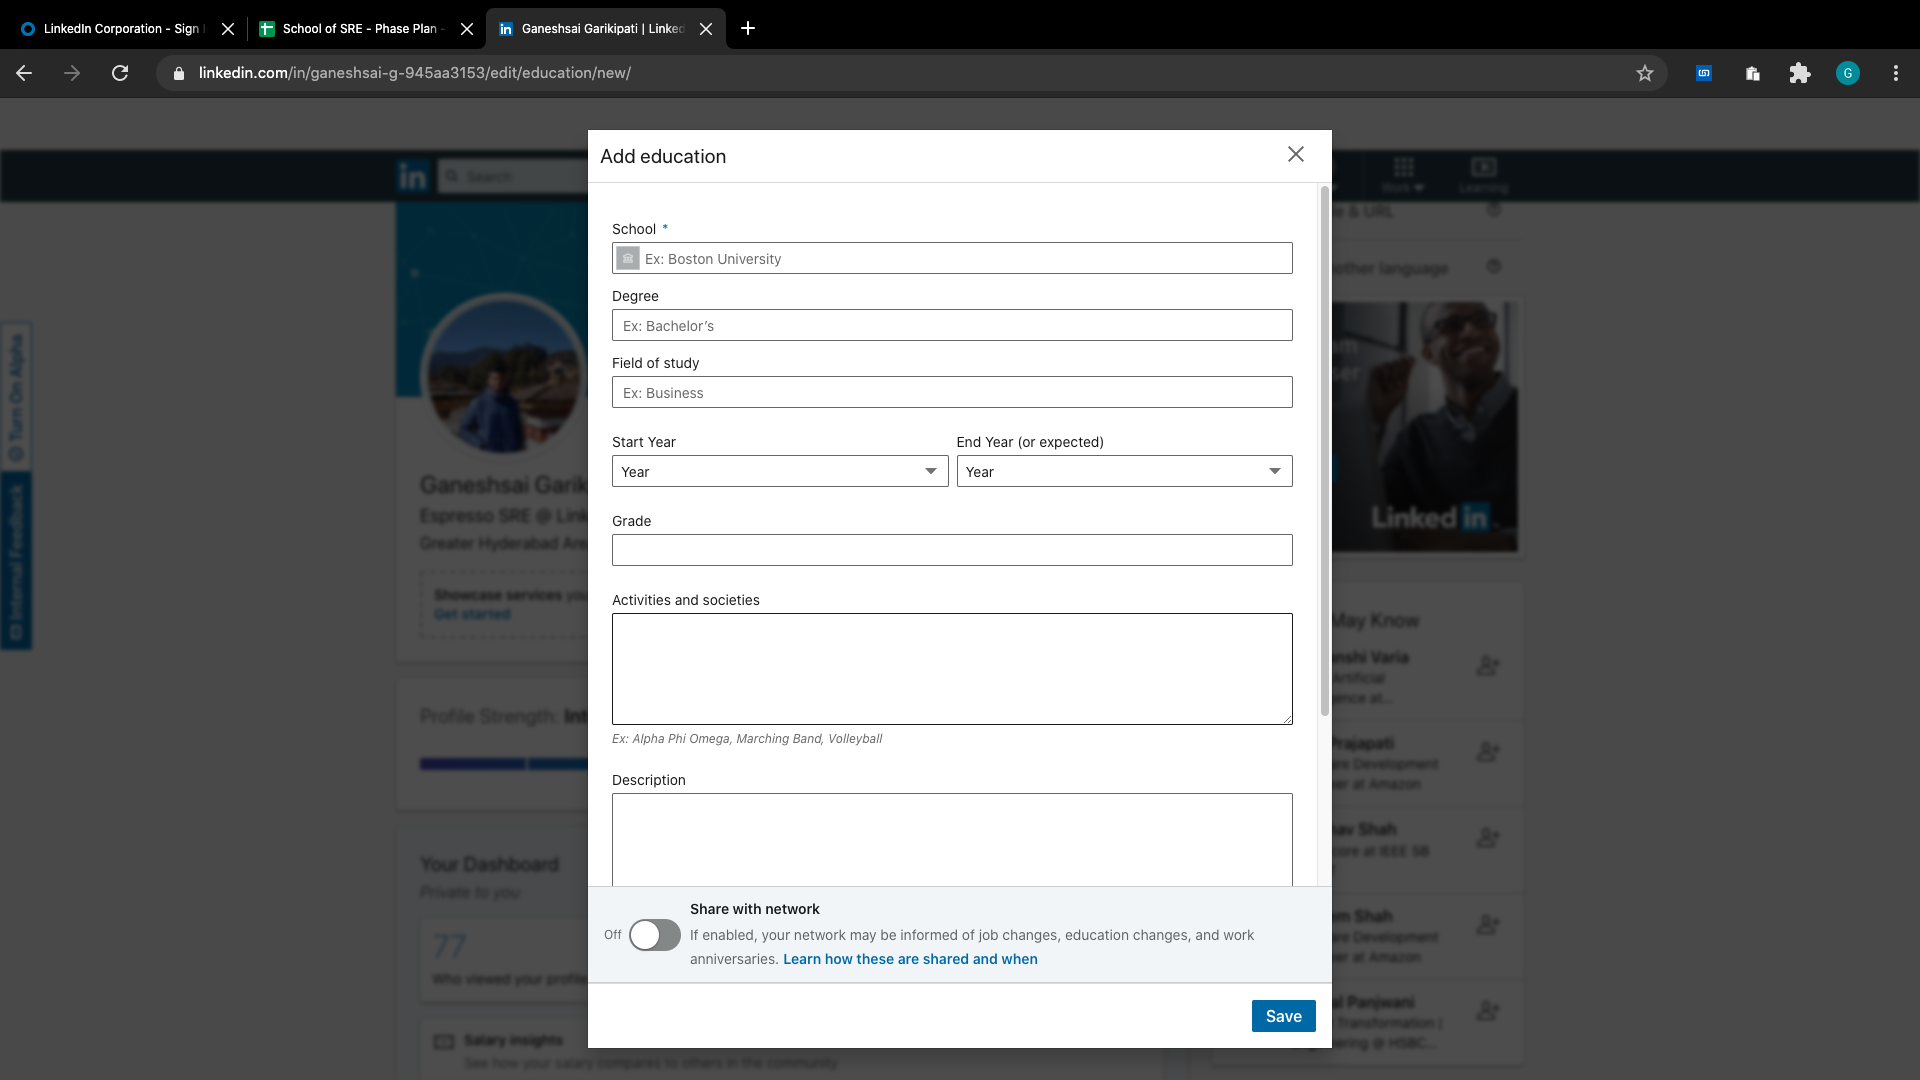 LinkedIn Corporation - Sign
School of SRE - Phase Plan -
Ganeshsai Garikipati | Linked
linkedin.com/in/ganeshsai-g-945aa3153/edit/education/new/
G
in
Search
Work
Learning
Add education
School *
Ex: Boston University
Degree
Ex: Bachelor's
Field of study
Ex: Business
Start Year
End Year (or expected)
Year
Year
Grade
Activities and societies
Ex: Alpha Phi Omega, Marching Band, Volleyball
Description
Off
Share with network
If enabled, your network may be informed of job changes, education changes, and work
anniversaries. Learn how these are shared and when
Save
Turn On Alpha
Internal Feedback
Ganeshsai Garik
Espresso SRE @ Link
Greater Hyderabad Are
Showcase services you
Get started
Profile Strength: Int
Your Dashboard
Private to you
77
Who viewed your profile
Salary insights
See how your salary compares to others in the community
& URL
other language
Linked in
May Know
nshi Varia
Artificial
ence at...
Prajapati
re Development
er at Amazon
av Shah
ore at IEEE SB
m Shah
re Development
er at Amazon
al Panjwani
Transformation |
ering @ HSBC...